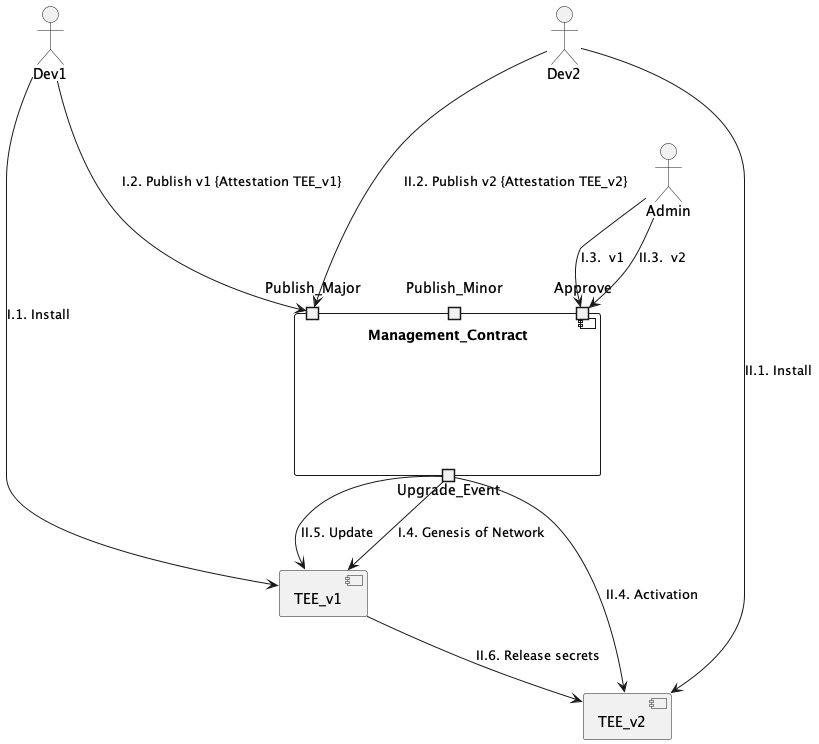 Dev1
Dev2
I.2. Publish v1 {Attestation TEE_v1}
II.2. Publish v2 {Attestation TEE_v2}
Admin
I.3.  v1
II.3.  v2
Publish_Major
Publish_Minor
Approve
I.1. Install
Management_Contract
II.1. Install
Upgrade_Event
II.5. Update
I.4. Genesis of Network
TEE_v1
II.4. Activation
II.6. Release secrets
TEE_v2